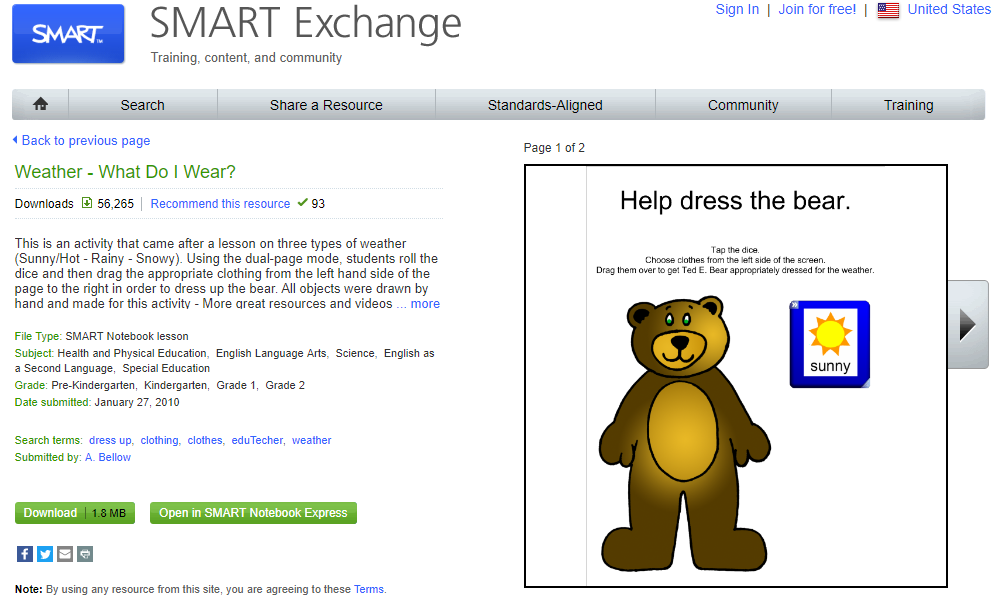 SMART™
SMART Exchange
Training, content, and community
Sign In | Join for free! | United States
Search Share a Resource Standards-Aligned Community Training
Back to previous page
Weather - What Do I Wear?
Downloads 56,265 | Recommend this resource 93
This is an activity that came after a lesson on three types of weather
(Sunny/Hot - Rainy - Snowy). Using the dual-page mode, students roll the
dice and then drag the appropriate clothing from the left hand side of the
page to the right in order to dress up the bear. All objects were drawn by
hand and made for this activity - More great resources and videos ... more
File Type: SMART Notebook lesson
Subject: Health and Physical Education, English Language Arts, Science, English as
a Second Language, Special Education
Grade: Pre-Kindergarten, Kindergarten, Grade 1, Grade 2
Date submitted: January 27, 2010
Search terms: dress up, clothing, clothes, eduTecher, weather
Submitted by: A. Bellow
Download | 1.8 MB Open in SMART Notebook Express
Note: By using any resource from this site, you are agreeing to these Terms.
Page 1 of 2
Help dress the bear.
Tap the dice.
Choose clothes from the left side of the screen.
Drag them over to get Ted E. Bear appropriately dressed for the weather.
sunny